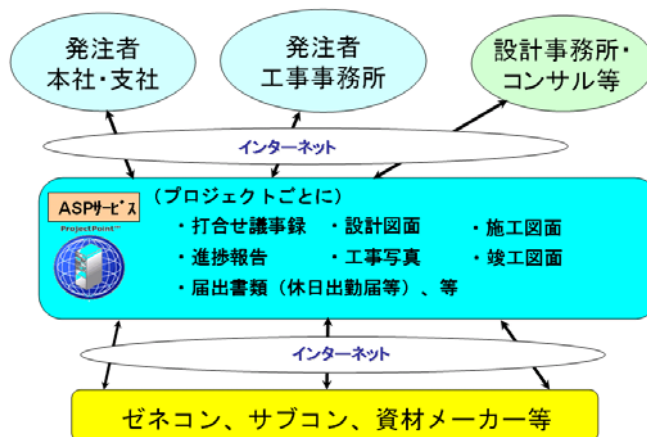 発注者
本社・支社
発注者
工事事務所
設計事務所・
コンサル等
インターネット
ASPｻｰﾋﾞｽ
ProjectPoint™
(プロジェクトごとに)
・打合せ議事録 ・設計図面 ・施工図面
・進捗報告 ・工事写真 ・竣工図面
・届出書類（休日出勤届等）、等
インターネット
ゼネコン、サブコン、資材メーカー等